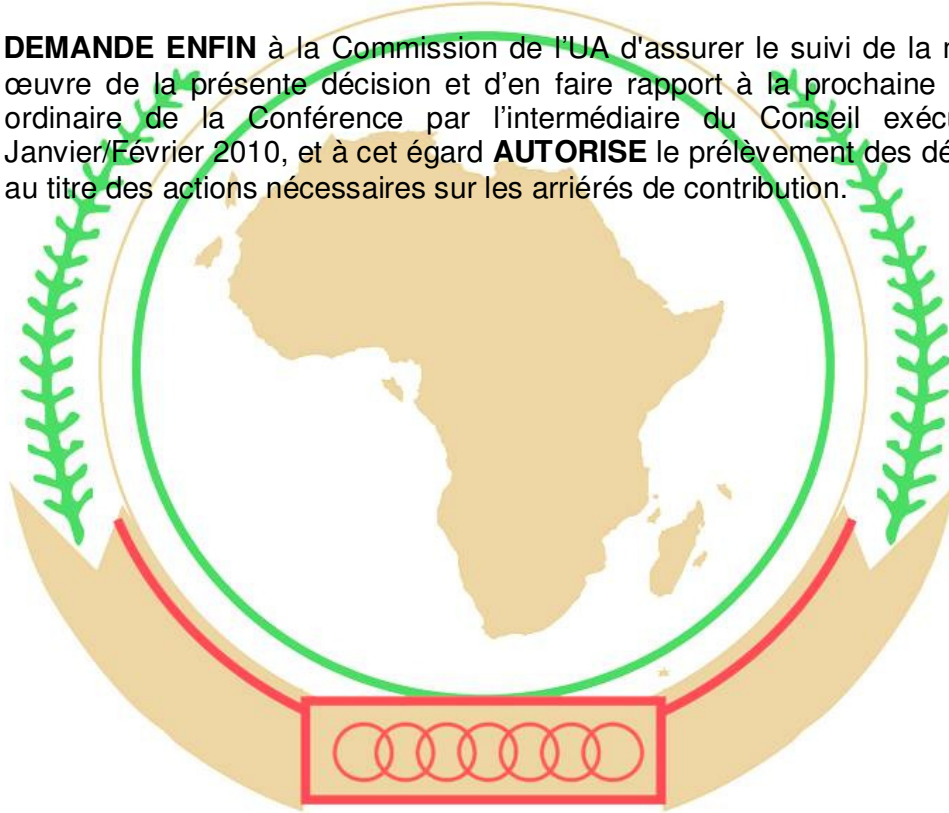 DEMANDE ENFIN à la Commission de l'UA d'assurer le suivi de la
œuvre de la présente décision et d'en faire rapport à la prochaine
ordinaire de la Conférence par l'intermédiaire du Conseil
Janvier/Février 2010, et à cet égard AUTORISE le prélèvement des
au titre des actions nécessaires sur les arriérés de contribution.